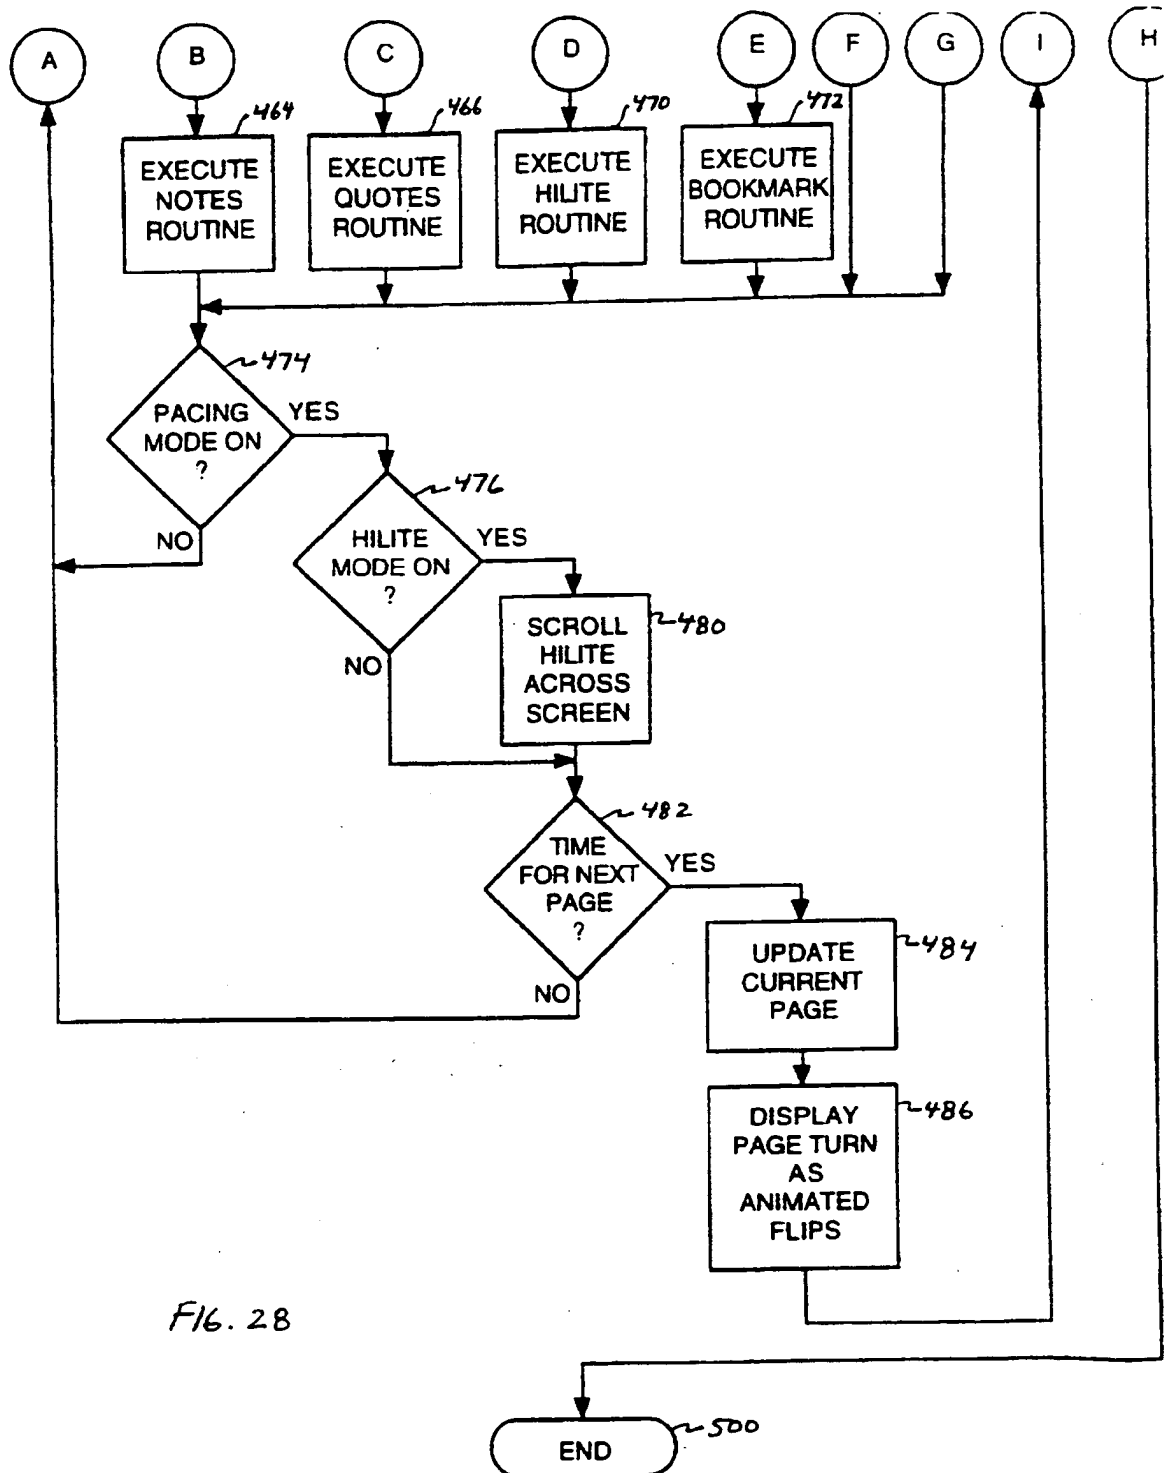 A
B
C
D
E
F
G
I
H
464
466
470
472
EXECUTE
NOTES
ROUTINE
EXECUTE
QUOTES
ROUTINE
EXECUTE
HILITE
ROUTINE
EXECUTE
BOOKMARK
ROUTINE
474
PACING
MODE ON
?
YES
NO
476
HILITE
MODE ON
?
YES
NO
480
SCROLL
HILITE
ACROSS
SCREEN
482
TIME
FOR NEXT
PAGE
?
YES
NO
484
UPDATE
CURRENT
PAGE
486
DISPLAY
PAGE TURN
AS
ANIMATED
FLIPS
FIG. 28
500
END